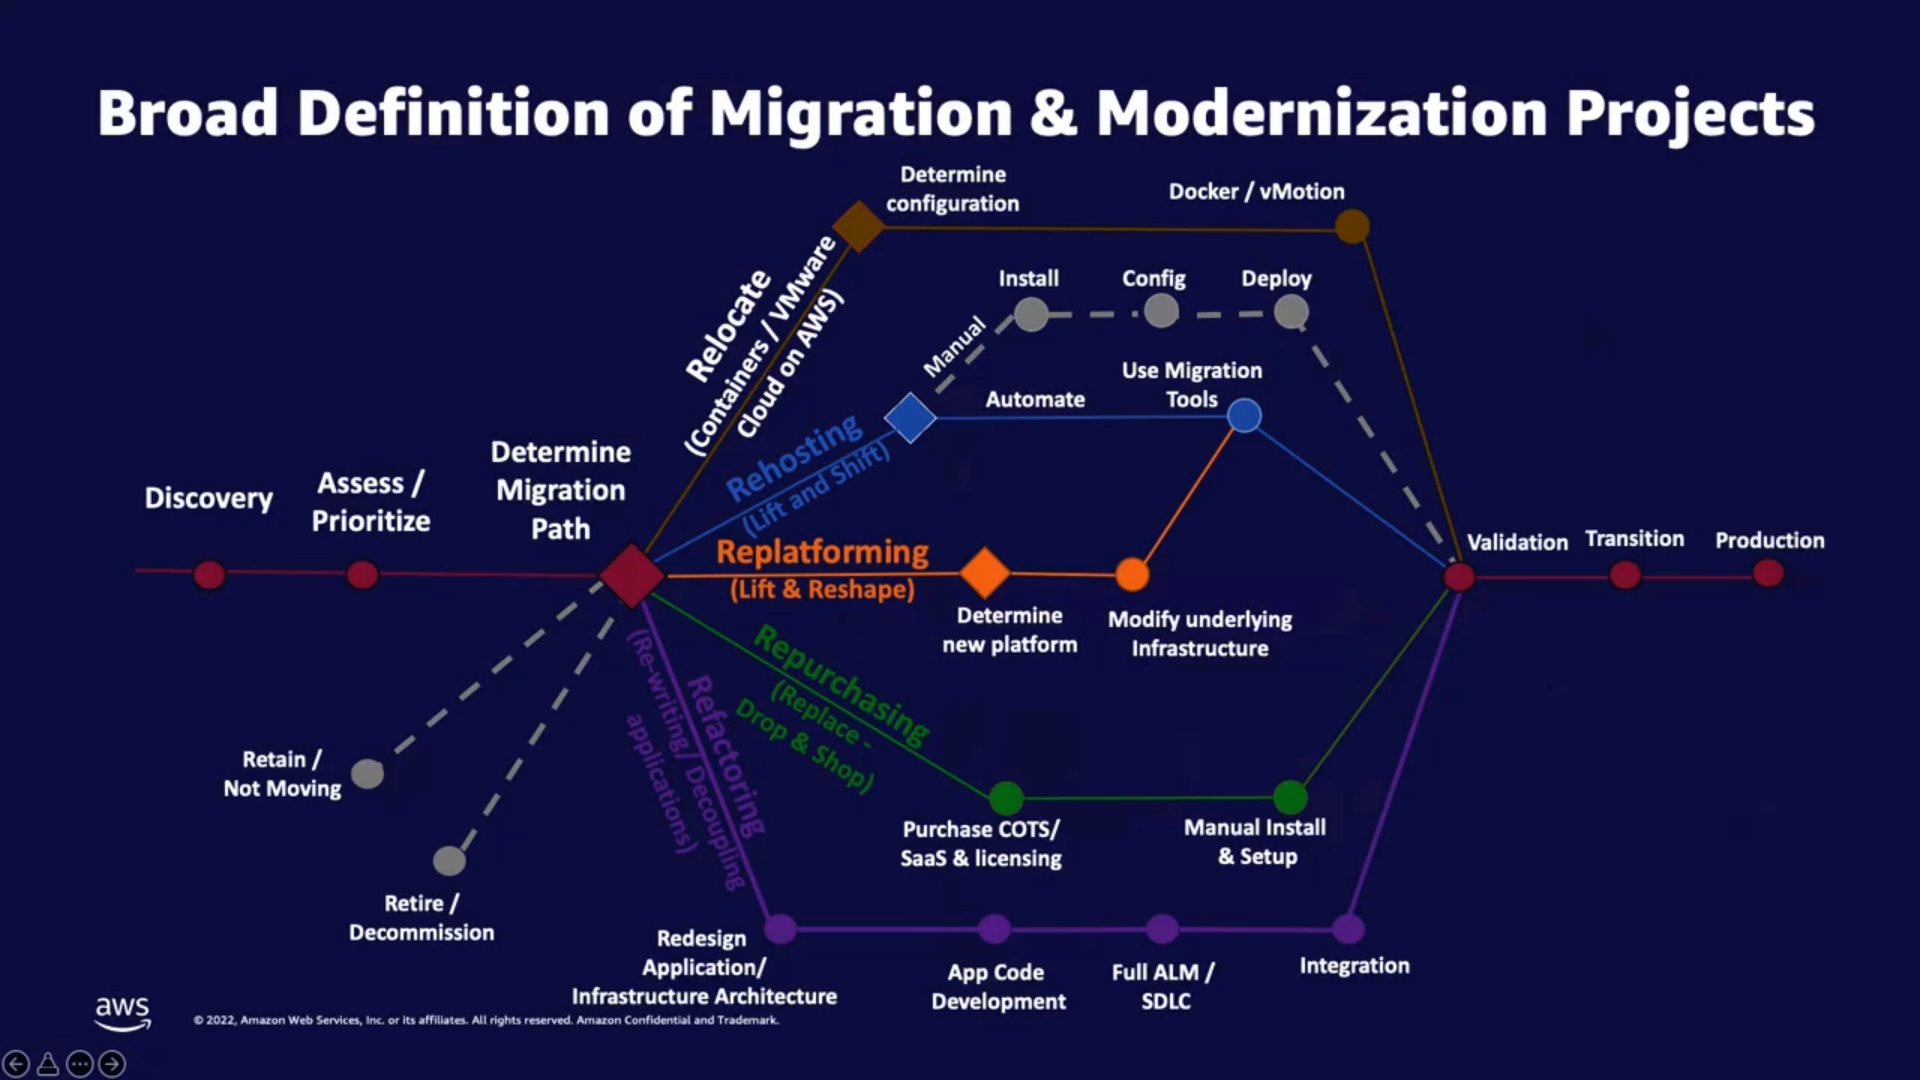 Broad Definition of Migration & Modernization Projects
Determine
configuration
Docker / vMotion
Relocate
(Containers / VMware
Cloud on AWS)
Install
Config
Deploy
Manual
Use Migration
Tools
Automate
Rehosting
(Lift and Shift)
Discovery
Assess /
Prioritize
Determine
Migration
Path
Replatforming
(Lift & Reshape)
Determine
new platform
Modify underlying
Infrastructure
Validation
Transition
Production
Repurchasing
(Replace -
Drop & Shop)
Refactoring
(Re-writing/ Decoupling
applications)
Retain /
Not Moving
Retire /
Decommission
Purchase COTS/
SaaS & licensing
Manual Install
& Setup
Redesign
Application/
Infrastructure Architecture
App Code
Development
Full ALM /
SDLC
Integration
aws
© 2022, Amazon Web Services, Inc. or its affiliates. All rights reserved. Amazon Confidential and Trademark.